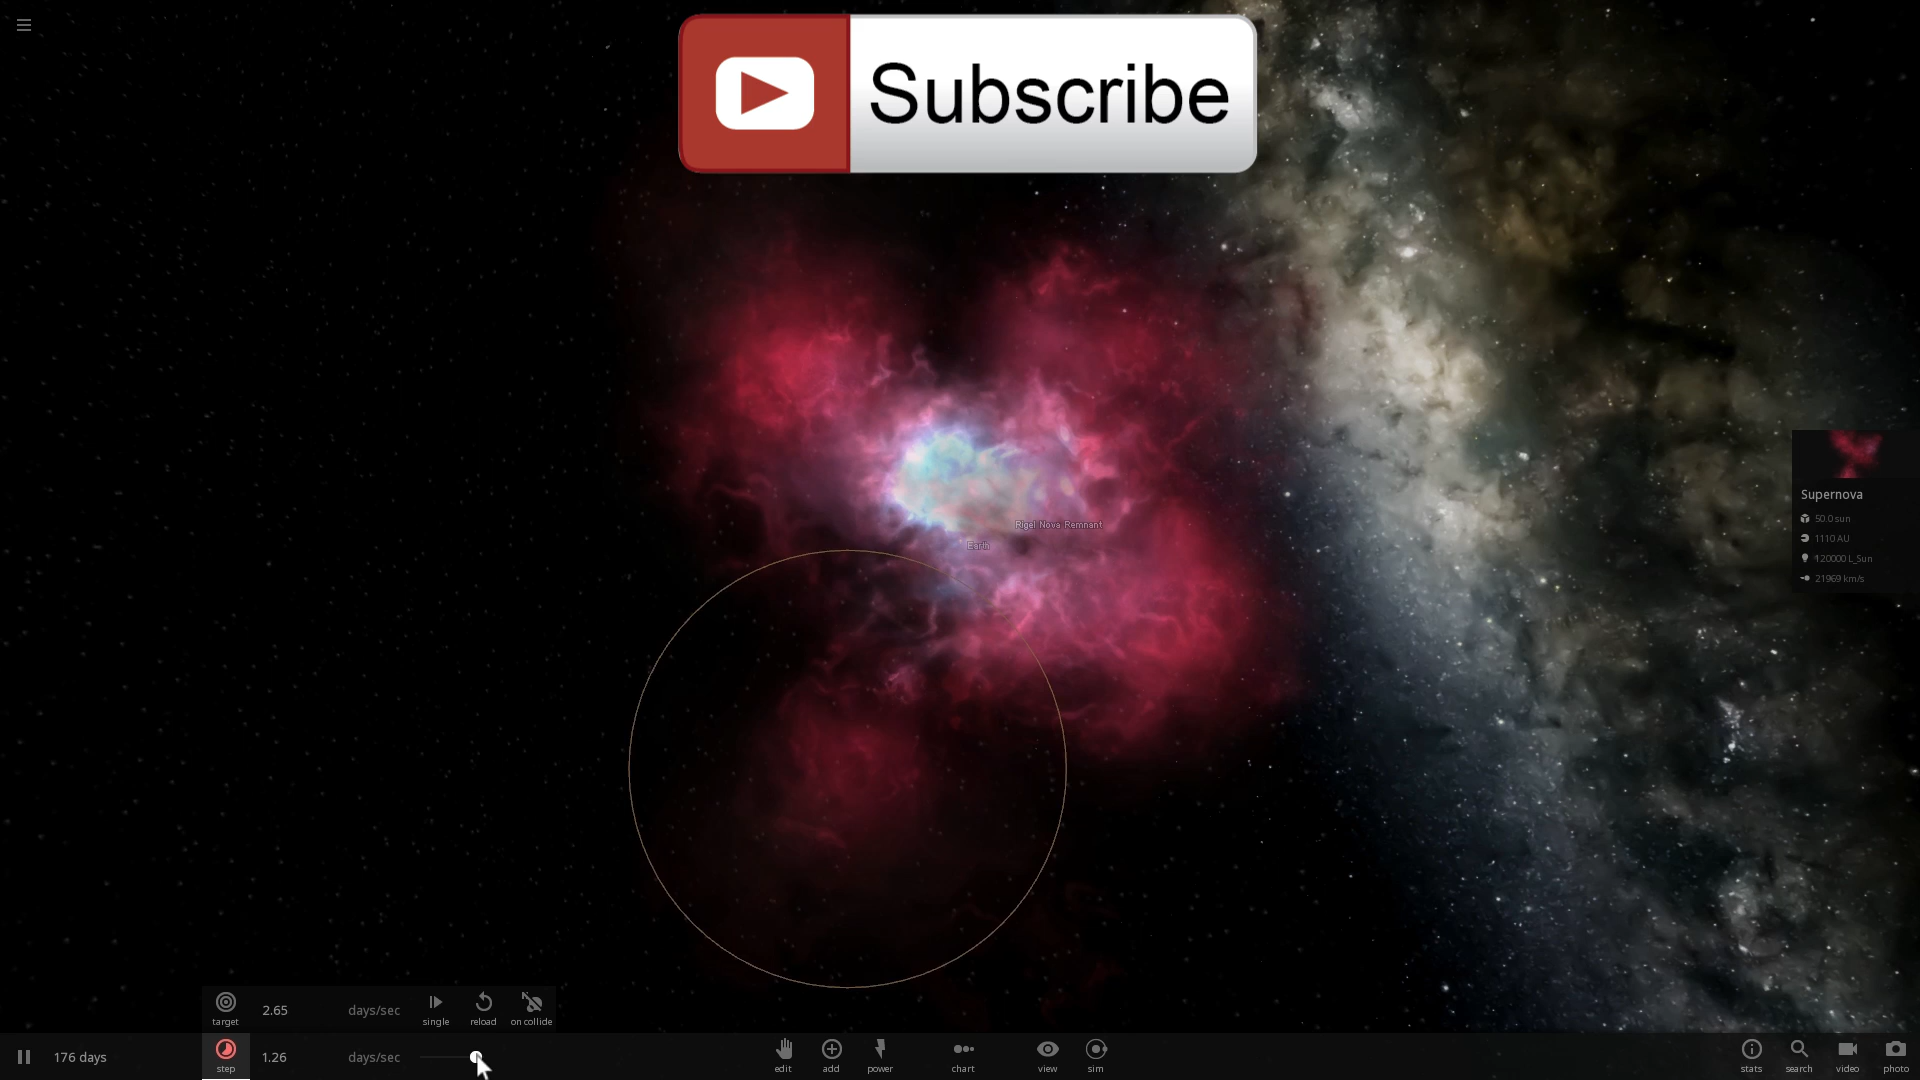 Subscribe
Rigel Nova Remnant
Earth
Supernova
50.0 sun
1110 AU
120000 L_Sun
21969 km/s
target
2.65
days/sec
single
reload
on collide
176 days
step
1.26
days/sec
edit
add
power
chart
view
sim
stats
search
video
photo